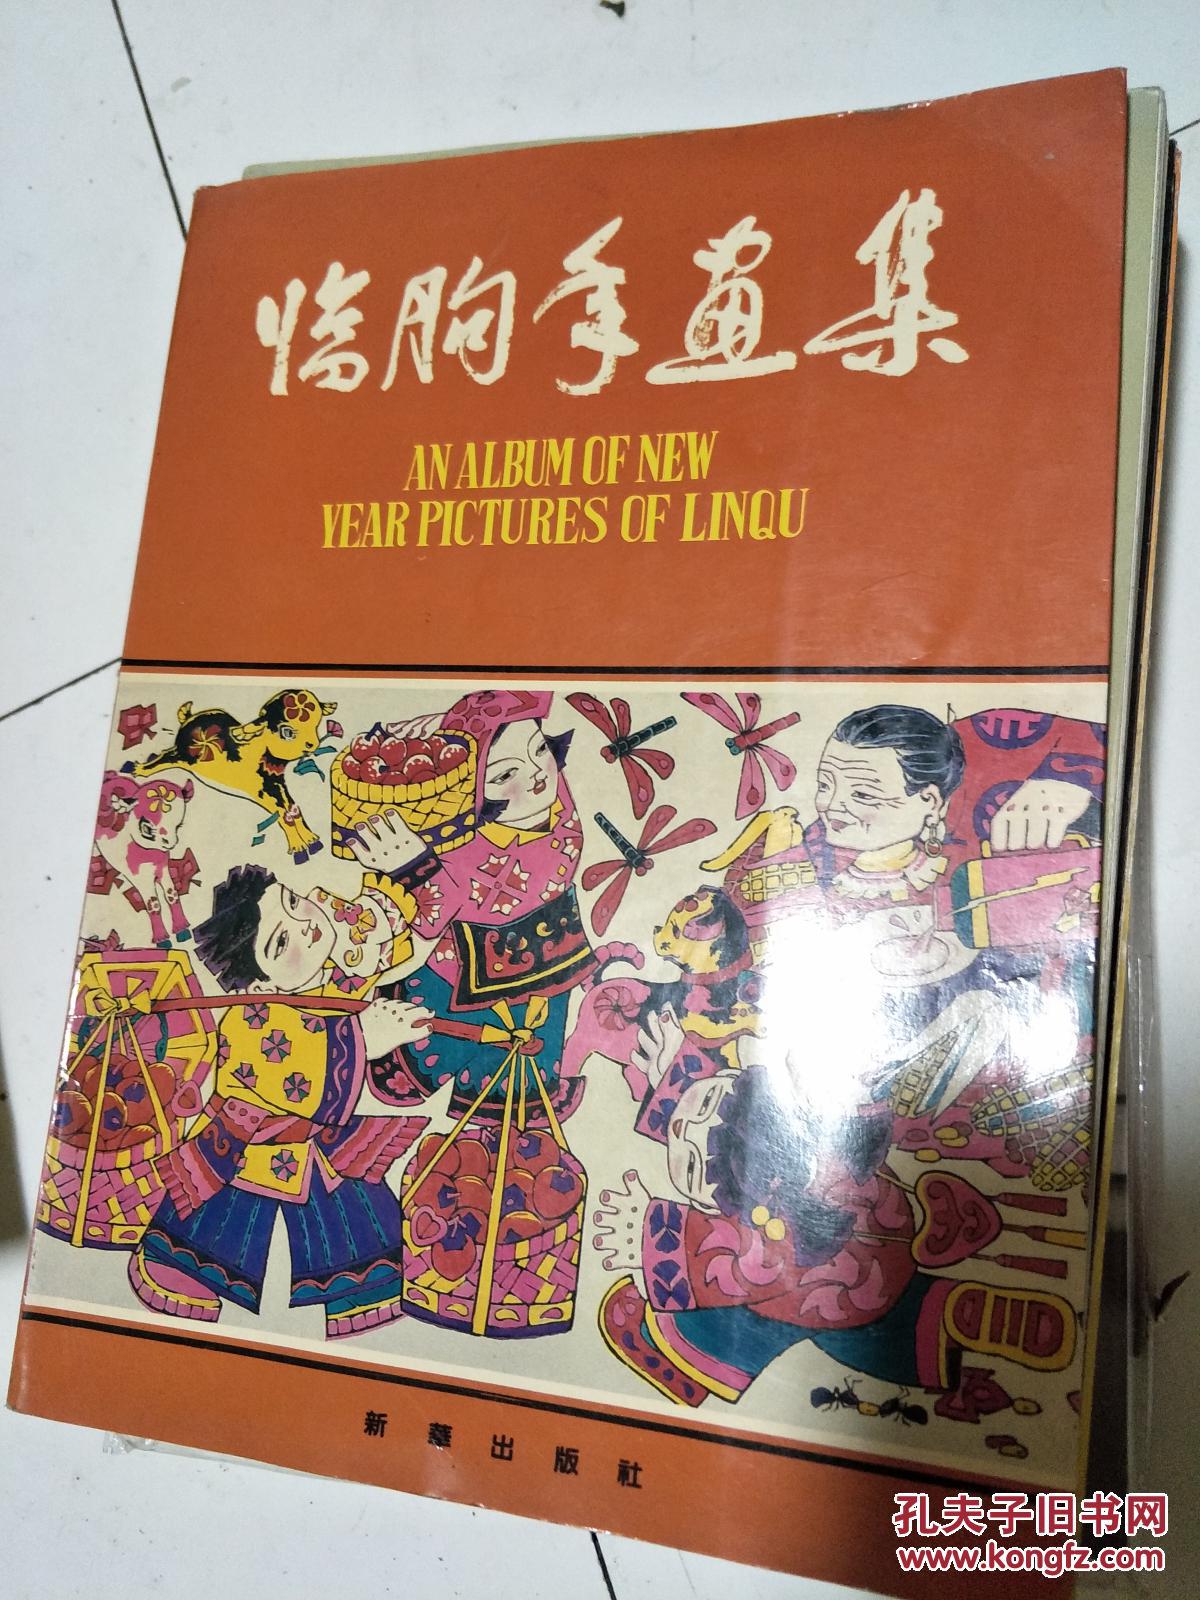 临朐年画集
AN ALBUM OF NEW
YEAR PICTURES OF LINQU
新華出版社
孔夫子旧书网
www.kongfz.com